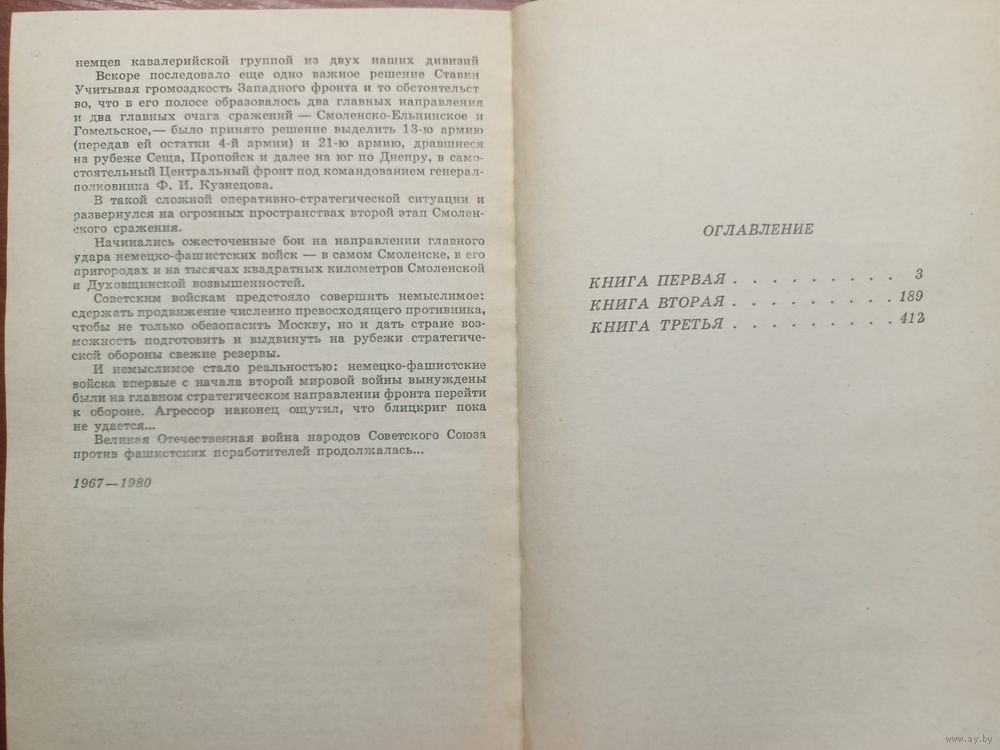 немцев кавалерийской группой из двух наших дивизий
Вскоре последовало еще одно важное решение Ставки
Учитывая громоздкость Западного фронта и то обстоятельст
во, что в его полосе образовалось два главных направления
и два главных очага сражений — Смоленско-Ельнинское и
Гомельское,— было принято решение выделить 13-ю армию
(передав ей остатки 4-й армии) и 21-ю армию, дравшиеся
на рубеже Сеща, Пропойск и далее на юг по Днепру, в само-
стоятельный Центральный фронт под командованием генерал-
полковника Ф. И. Кузнецова.
В такой сложной оперативно-стратегической ситуации и
развернулся на огромных пространствах второй этап Смолен-
ского сражения.
Начинались ожесточенные бои на направлении главного
удара немецко-фашистских войск — в самом Смоленске, в его
пригородах и на тысячах квадратных километров Смоленской
и Духовщинской возвышенностей.
Советским войскам предстояло совершить немыслимое:
сдержать продвижение численно превосходящего противника,
чтобы не только обезопасить Москву, но и дать стране воз-
можность подготовить и выдвинуть на рубежи стратегиче-
ской обороны свежие резервы.
И немыслимое стало реальностью: немецко-фашистские
войска впервые с начала второй мировой войны вынуждены
были на главном стратегическом направлении фронта перейти
к обороне. Агрессор наконец ощутил, что блицкриг пока
не удается...
Великая Отечественная война народов Советского Союза
против фашистских поработителей продолжалась...
1967—1980
ОГЛАВЛЕНИЕ
КНИГА ПЕРВАЯ . . . . . . . . . 3
КНИГА ВТОРАЯ . . . . . . . . . 189
КНИГА ТРЕТЬЯ . . . . . . . . . 412
www.ay.by